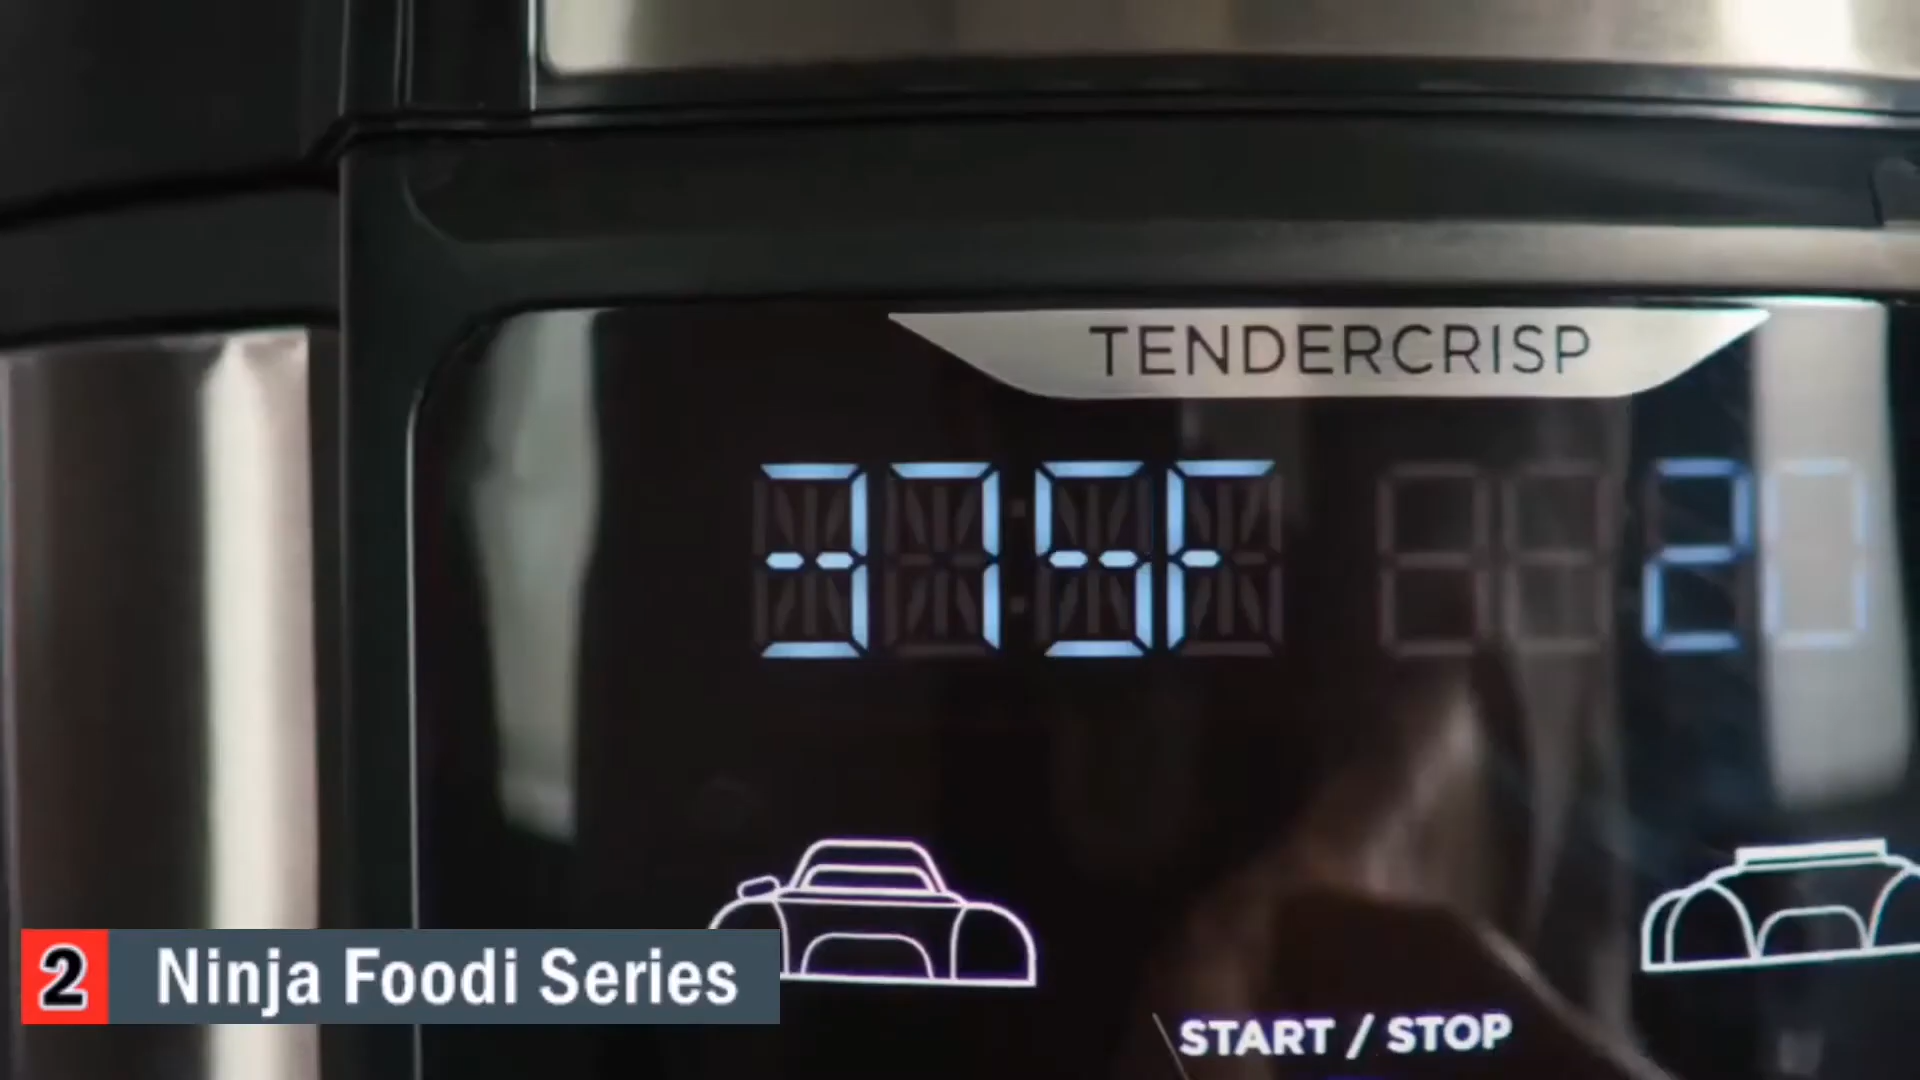 TENDERCRISP
375F 20
2 Ninja Foodi Series
START / STOP